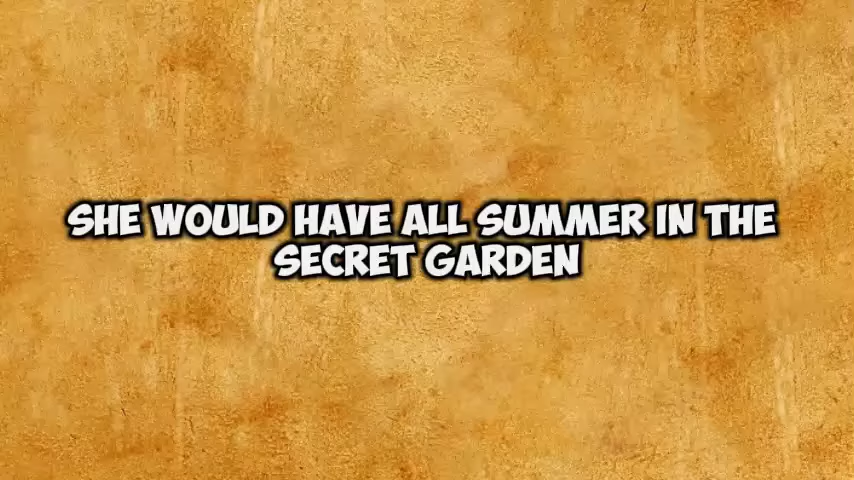 SHE WOULD HAVE ALL SUMMER IN THE
SECRET GARDEN